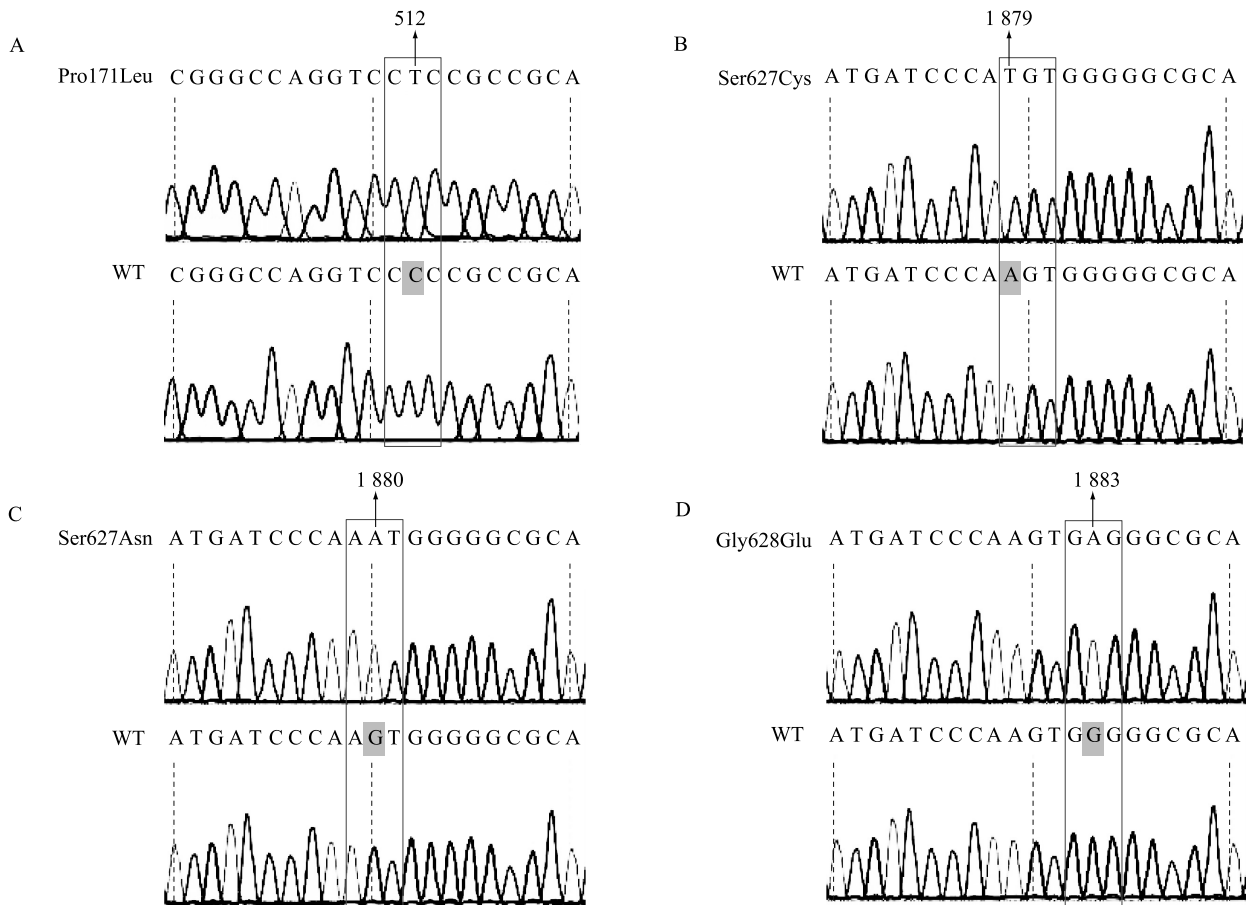 A
512
Pro171Leu C G G G C C A G G T C C T C C G C C G C A
WT C G G G C C A G G T C C C C C G C C G C A
B
1 879
Ser627Cys A T G A T C C C A T G T G G G G G C G C A
WT A T G A T C C C A A G T G G G G G C G C A
C
1 880
Ser627Asn A T G A T C C C A A A T G G G G G C G C A
WT A T G A T C C C A A G T G G G G G C G C A
D
1 883
Gly628Glu A T G A T C C C A A G T G A G G G C G C A
WT A T G A T C C C A A G T G G G G G C G C A